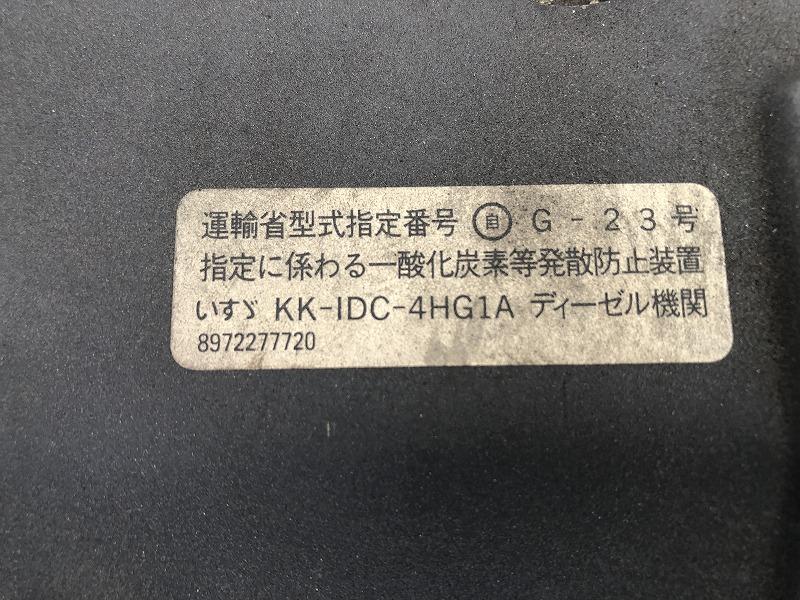 運輸省型式指定番号 ㊑ G-23号
指定に係わる一酸化炭素等発散防止装置
いすゞ KK-IDC-4HG1A ディーゼル機関
8972277720